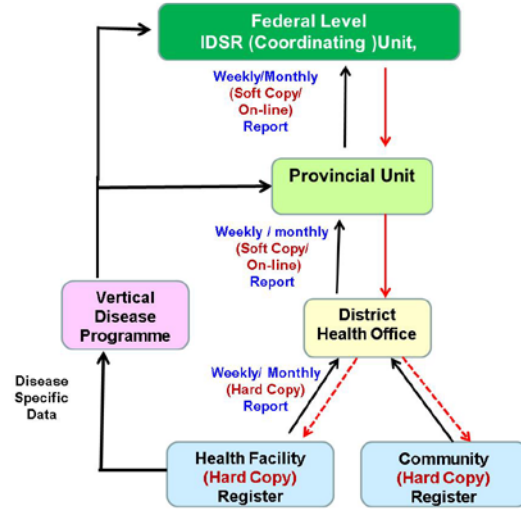 Federal Level
IDSR (Coordinating )Unit,
Weekly/Monthly
(Soft Copy/
On-line)
Report
Provincial Unit
Weekly / monthly
(Soft Copy/
On-line)
Report
Vertical
Disease
Programme
District
Health Office
Weekly/ Monthly
(Hard Copy)
Report
Disease
Specific
Data
Health Facility
(Hard Copy)
Register
Community
(Hard Copy)
Register